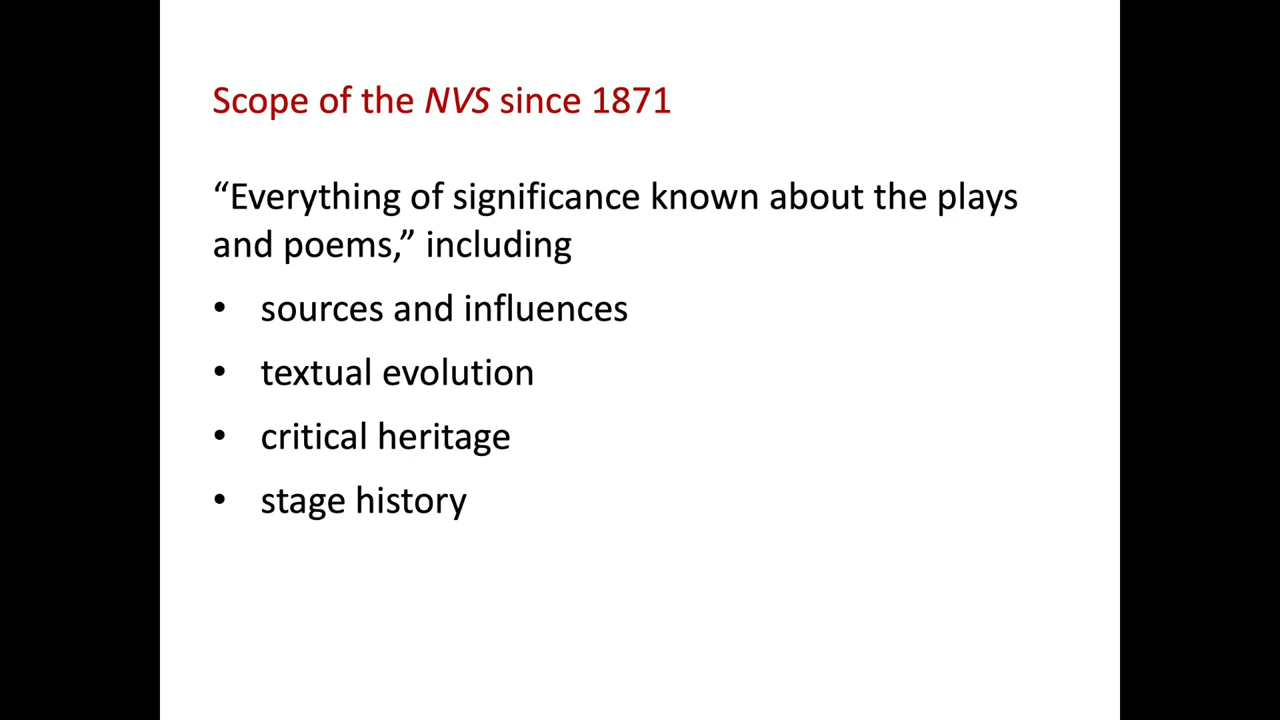 Scope of the NVS since 1871
“Everything of significance known about the plays
and poems,” including
• sources and influences
• textual evolution
• critical heritage
• stage history